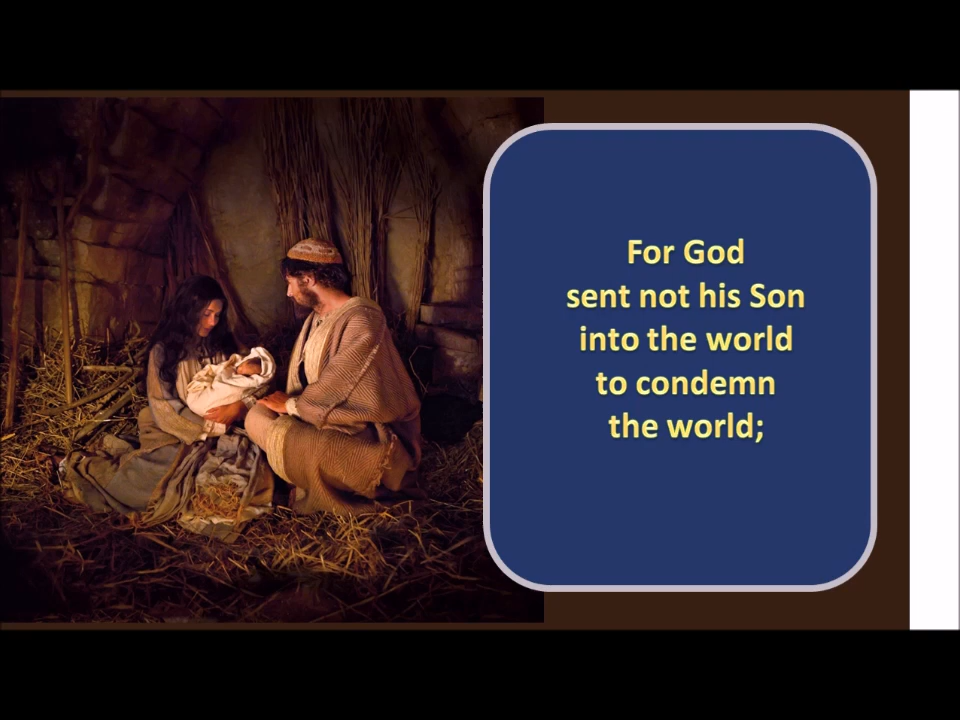 For God
sent not his Son
into the world
to condemn
the world;